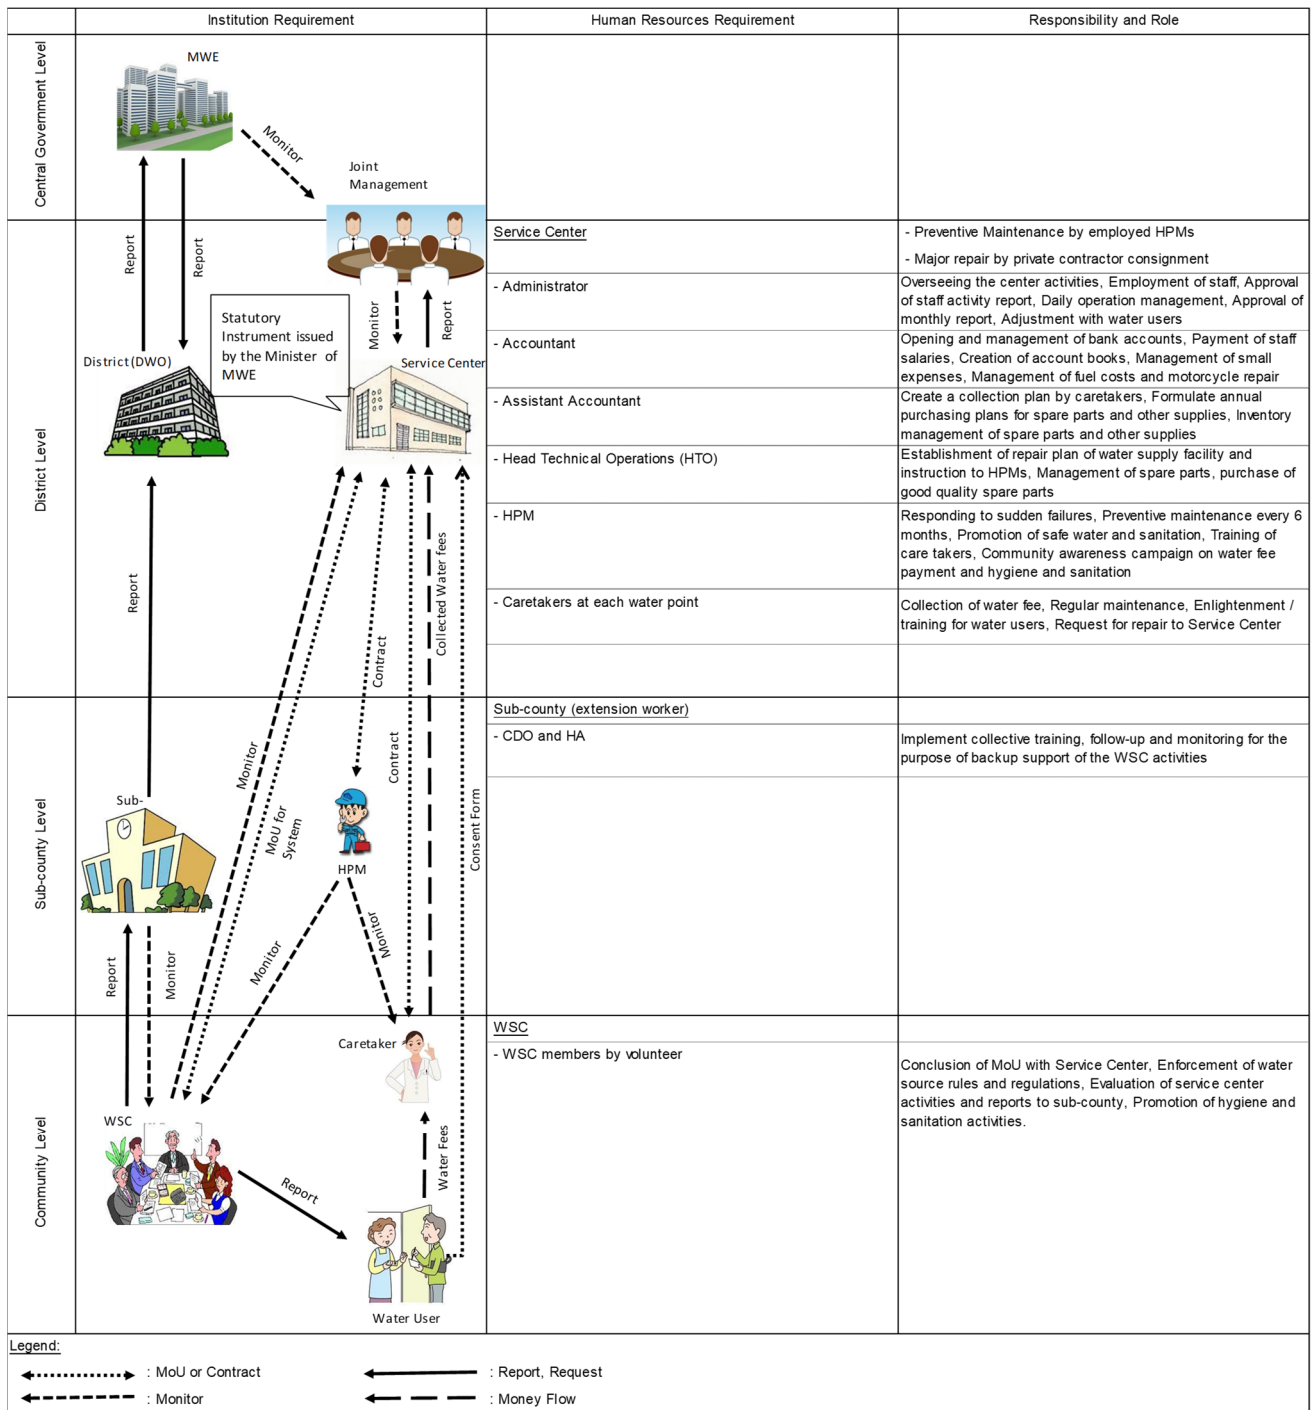 Institution Requirement
Human Resources Requirement
Responsibility and Role
Central Government Level
MWE
Monitor
Joint
Management
Report
Report
District Level
Statutory
Instrument issued
by the Minister of
MWE
Monitor
Report
District(DWO)
Service Center
Service Center
- Preventive Maintenance by employed HPMs
- Major repair by private contractor consignment
- Administrator
Overseeing the center activities, Employment of staff, Approval
of staff activity report, Daily operation management, Approval of
monthly report, Adjustment with water users
- Accountant
Opening and management of bank accounts, Payment of staff
salaries, Creation of account books, Management of small
expenses, Management of fuel costs and motorcycle repair
- Assistant Accountant
Create a collection plan by caretakers, Formulate annual
purchasing plans for spare parts and other supplies, Inventory
management of spare parts and other supplies
- Head Technical Operations (HTO)
Establishment of repair plan of water supply facility and
instruction to HPMs, Management of spare parts, purchase of
good quality spare parts
- HPM
Responding to sudden failures, Preventive maintenance every 6
months, Promotion of safe water and sanitation, Training of
care takers, Community awareness campaign on water fee
payment and hygiene and sanitation
- Caretakers at each water point
Collection of water fee, Regular maintenance, Enlightenment /
training for water users, Request for repair to Service Center
Report
Collected Water fees
Contract
Sub-county Level
Sub-county (extension worker)
- CDO and HA
Implement collective training, follow-up and monitoring for the
purpose of backup support of the WSC activities
Monitor
Contract
Sub-
MoU for
System
Consent Form
HPM
Monitor
Monitor
Report
Monitor
Community Level
WSC
- WSC members by volunteer
Conclusion of MoU with Service Center, Enforcement of water
source rules and regulations, Evaluation of service center
activities and reports to sub-county, Promotion of hygiene and
sanitation activities.
Caretaker
WSC
Water Fees
Report
Water User
Legend:
: MoU or Contract
: Report, Request
: Monitor
: Money Flow